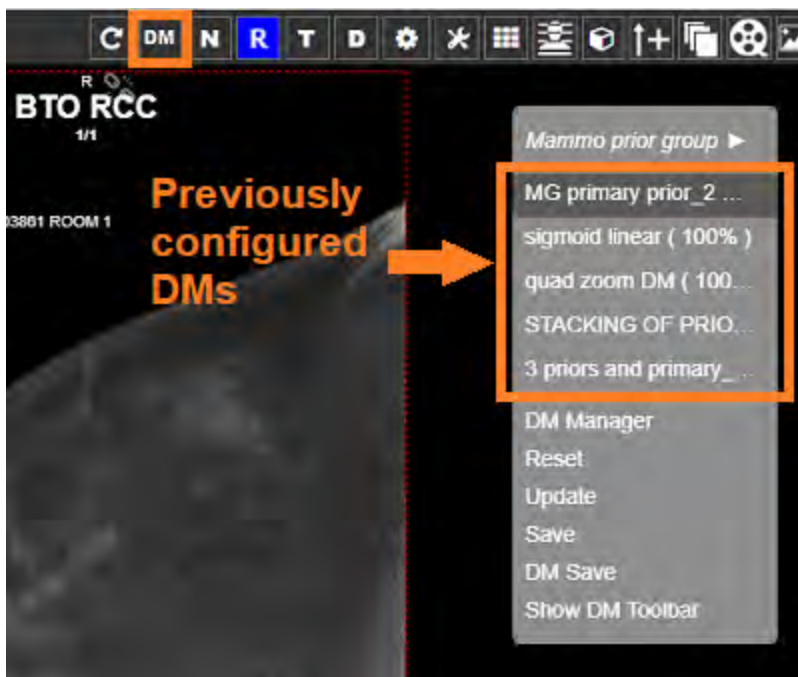 DM N R T D
R
BTO RCC
1/1
03861 ROOM 1
Previously
configured
DMs
Mammo prior group ►
MG primary prior_2 ...
sigmoid linear ( 100% )
quad zoom DM ( 100...
STACKING OF PRIO...
3 priors and primary_ ...
DM Manager
Reset
Update
Save
DM Save
Show DM Toolbar